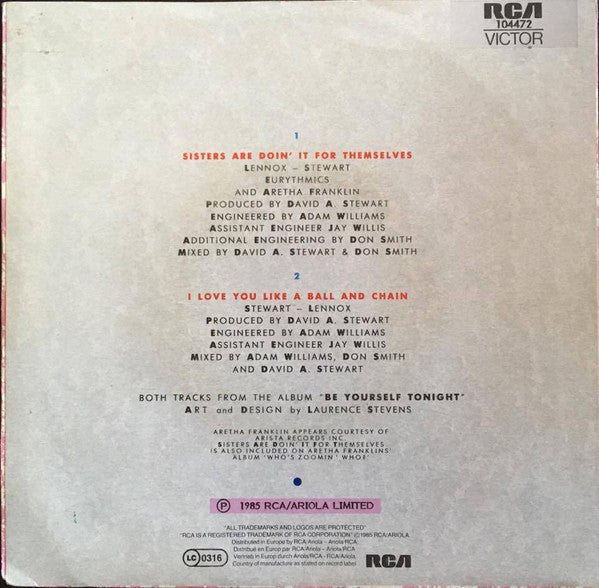 RCA
104472
VICTOR
1
SISTERS ARE DOIN' IT FOR THEMSELVES
LENNOX – STEWART
EURYTHMICS
AND ARETHA FRANKLIN
PRODUCED BY DAVID A. STEWART
ENGINEERED BY ADAM WILLIAMS
ASSISTANT ENGINEER JAY WILLIS
ADDITIONAL ENGINEERING BY DON SMITH
MIXED BY DAVID A. STEWART & DON SMITH
2
I LOVE YOU LIKE A BALL AND CHAIN
STEWART – LENNOX
PRODUCED BY DAVID A. STEWART
ENGINEERED BY ADAM WILLIAMS
ASSISTANT ENGINEER JAY WILLIS
MIXED BY ADAM WILLIAMS, DON SMITH
AND DAVID A. STEWART
BOTH TRACKS FROM THE ALBUM "BE YOURSELF TONIGHT"
ART and DESIGN by LAURENCE STEVENS
ARETHA FRANKLIN APPEARS COURTESY OF
ARISTA RECORDS INC.
SISTERS ARE DOIN' IT FOR THEMSELVES
IS ALSO INCLUDED ON ARETHA FRANKLINS'
ALBUM 'WHO'S ZOOMIN' WHO?'
℗ 1985 RCA/ARIOLA LIMITED
"ALL TRADEMARKS AND LOGOS ARE PROTECTED"
"RCA IS A REGISTERED TRADEMARK OF RCA CORPORATION" ©1985 RCA/ARIOLA.
Distributed in Europe by RCA/Ariola – Ariola/RCA.
Distribué en Europe par RCA/Ariola – Ariola/RCA
Vertrieb in Europ durch Ariola/RCA – RCA/Ariola.
Country of manufacture as stated on record label
LC 0316
RCA